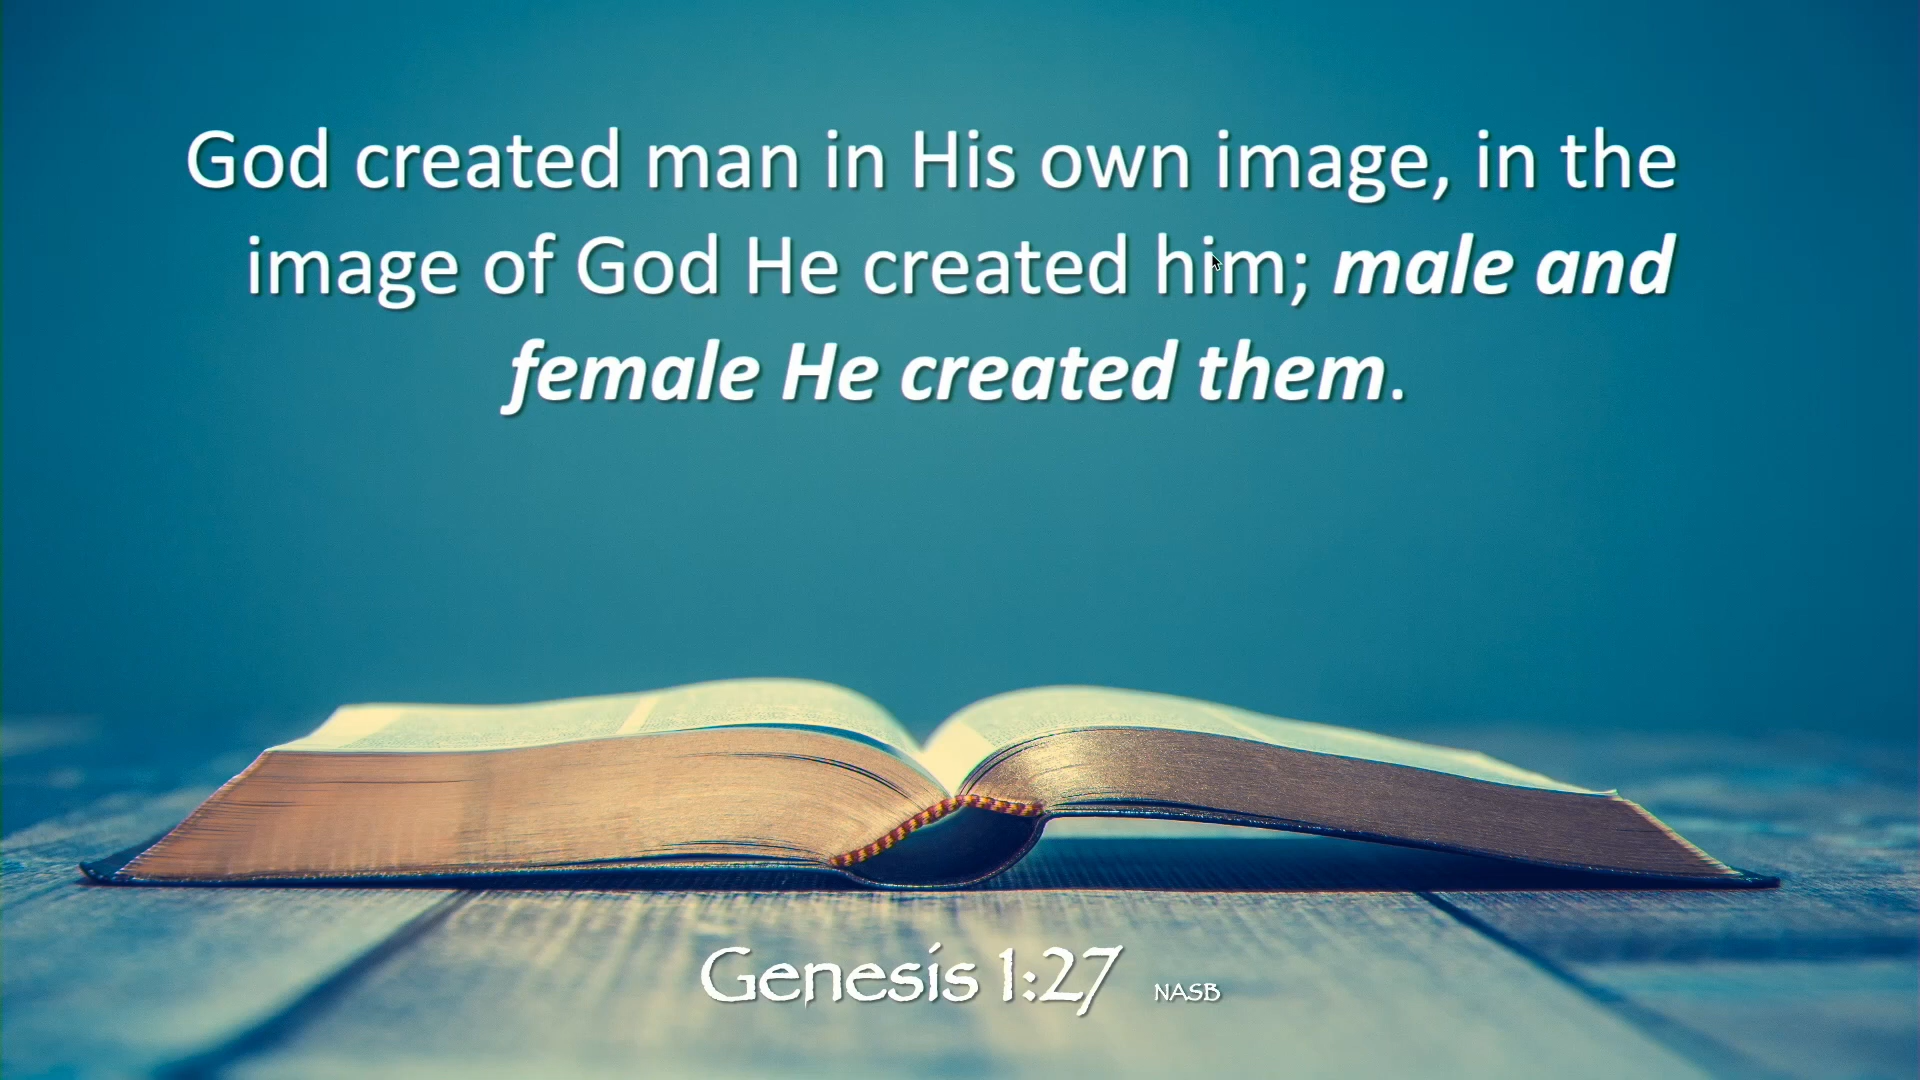 God created man in His own image, in the
image of God He created him; male and
female He created them.
Genesis 1:27 NASB